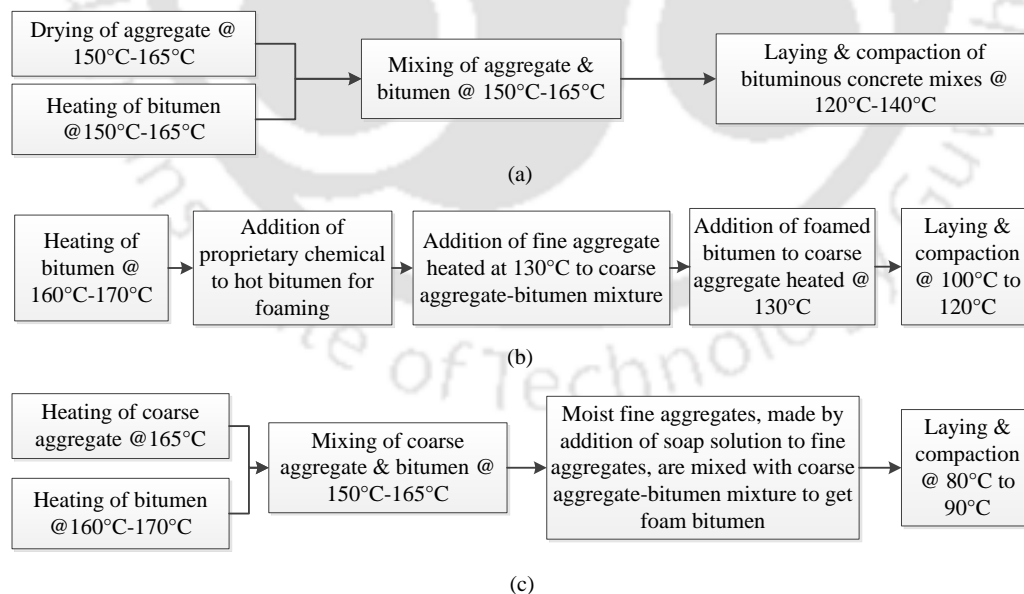 Drying of aggregate @
150°C-165°C
Heating of bitumen
@150°C-165°C
Mixing of aggregate &
bitumen @ 150°C-165°C
Laying & compaction of
bituminous concrete mixes @
120°C-140°C
(a)
Heating of
bitumen @
160°C-170°C
Addition of
proprietary chemical
to hot bitumen for
foaming
Addition of fine aggregate
heated at 130°C to coarse
aggregate-bitumen mixture
Addition of foamed
bitumen to coarse
aggregate heated @
130°C
Laying &
compaction
@ 100°C to
120°C
(b)
Heating of coarse
aggregate @165°C
Heating of bitumen
@160°C-170°C
Mixing of coarse
aggregate & bitumen @
150°C-165°C
Moist fine aggregates, made by
addition of soap solution to fine
aggregates, are mixed with coarse
aggregate-bitumen mixture to get
foam bitumen
Laying &
compaction
@ 80°C to
90°C
(c)
of Technolo